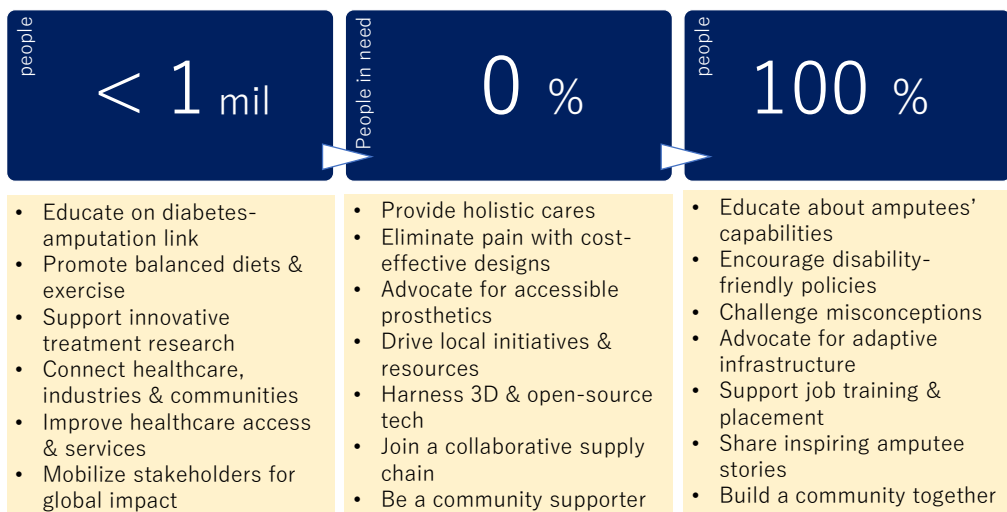 people
< 1 mil
People in need
0 %
people
100 %
• Educate on diabetes-
amputation link
• Promote balanced diets &
exercise
• Support innovative
treatment research
• Connect healthcare,
industries & communities
• Improve healthcare access
& services
• Mobilize stakeholders for
global impact
• Provide holistic cares
• Eliminate pain with cost-
effective designs
• Advocate for accessible
prosthetics
• Drive local initiatives &
resources
• Harness 3D & open-source
tech
• Join a collaborative supply
chain
• Be a community supporter
• Educate about amputees’
capabilities
• Encourage disability-
friendly policies
• Challenge misconceptions
• Advocate for adaptive
infrastructure
• Support job training &
placement
• Share inspiring amputee
stories
• Build a community together